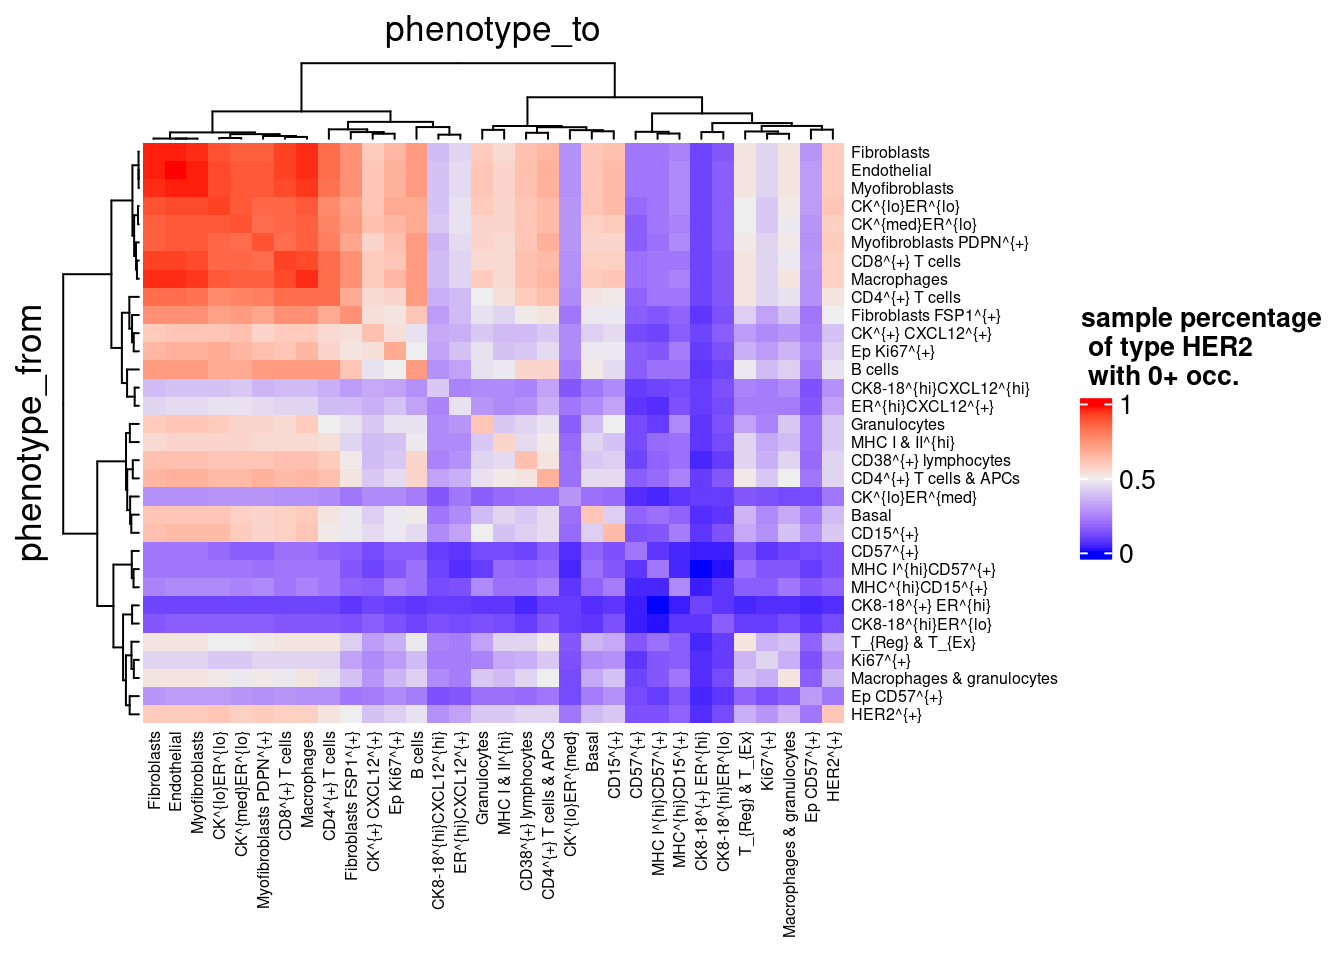 phenotype_to
phenotype_from
Fibroblasts
Endothelial
Myofibroblasts
CK^{lo}ER^{lo}
CK^{med}ER^{lo}
Myofibroblasts PDPN^{+}
CD8^{+} T cells
Macrophages
CD4^{+} T cells
Fibroblasts FSP1^{+}
CK^{+} CXCL12^{+}
Ep Ki67^{+}
B cells
CK8-18^{hi}CXCL12^{hi}
ER^{hi}CXCL12^{+}
Granulocytes
MHC I & II^{hi}
CD38^{+} lymphocytes
CD4^{+} T cells & APCs
CK^{lo}ER^{med}
Basal
CD15^{+}
CD57^{+}
MHC I^{hi}CD57^{+}
MHC^{hi}CD15^{+}
CK8-18^{+} ER^{hi}
CK8-18^{hi}ER^{lo}
T_{Reg} & T_{Ex}
Ki67^{+}
Macrophages & granulocytes
Ep CD57^{+}
HER2^{+}
Fibroblasts
Endothelial
Myofibroblasts
CK^{lo}ER^{lo}
CK^{med}ER^{lo}
Myofibroblasts PDPN^{+}
CD8^{+} T cells
Macrophages
CD4^{+} T cells
Fibroblasts FSP1^{+}
CK^{+} CXCL12^{+}
Ep Ki67^{+}
B cells
CK8-18^{hi}CXCL12^{hi}
ER^{hi}CXCL12^{+}
Granulocytes
MHC I & II^{hi}
CD38^{+} lymphocytes
CD4^{+} T cells & APCs
CK^{lo}ER^{med}
Basal
CD15^{+}
CD57^{+}
MHC I^{hi}CD57^{+}
MHC^{hi}CD15^{+}
CK8-18^{+} ER^{hi}
CK8-18^{hi}ER^{lo}
T_{Reg} & T_{Ex}
Ki67^{+}
Macrophages & granulocytes
Ep CD57^{+}
HER2^{+}
sample percentage
of type HER2
with 0+ occ.
1
0.5
0